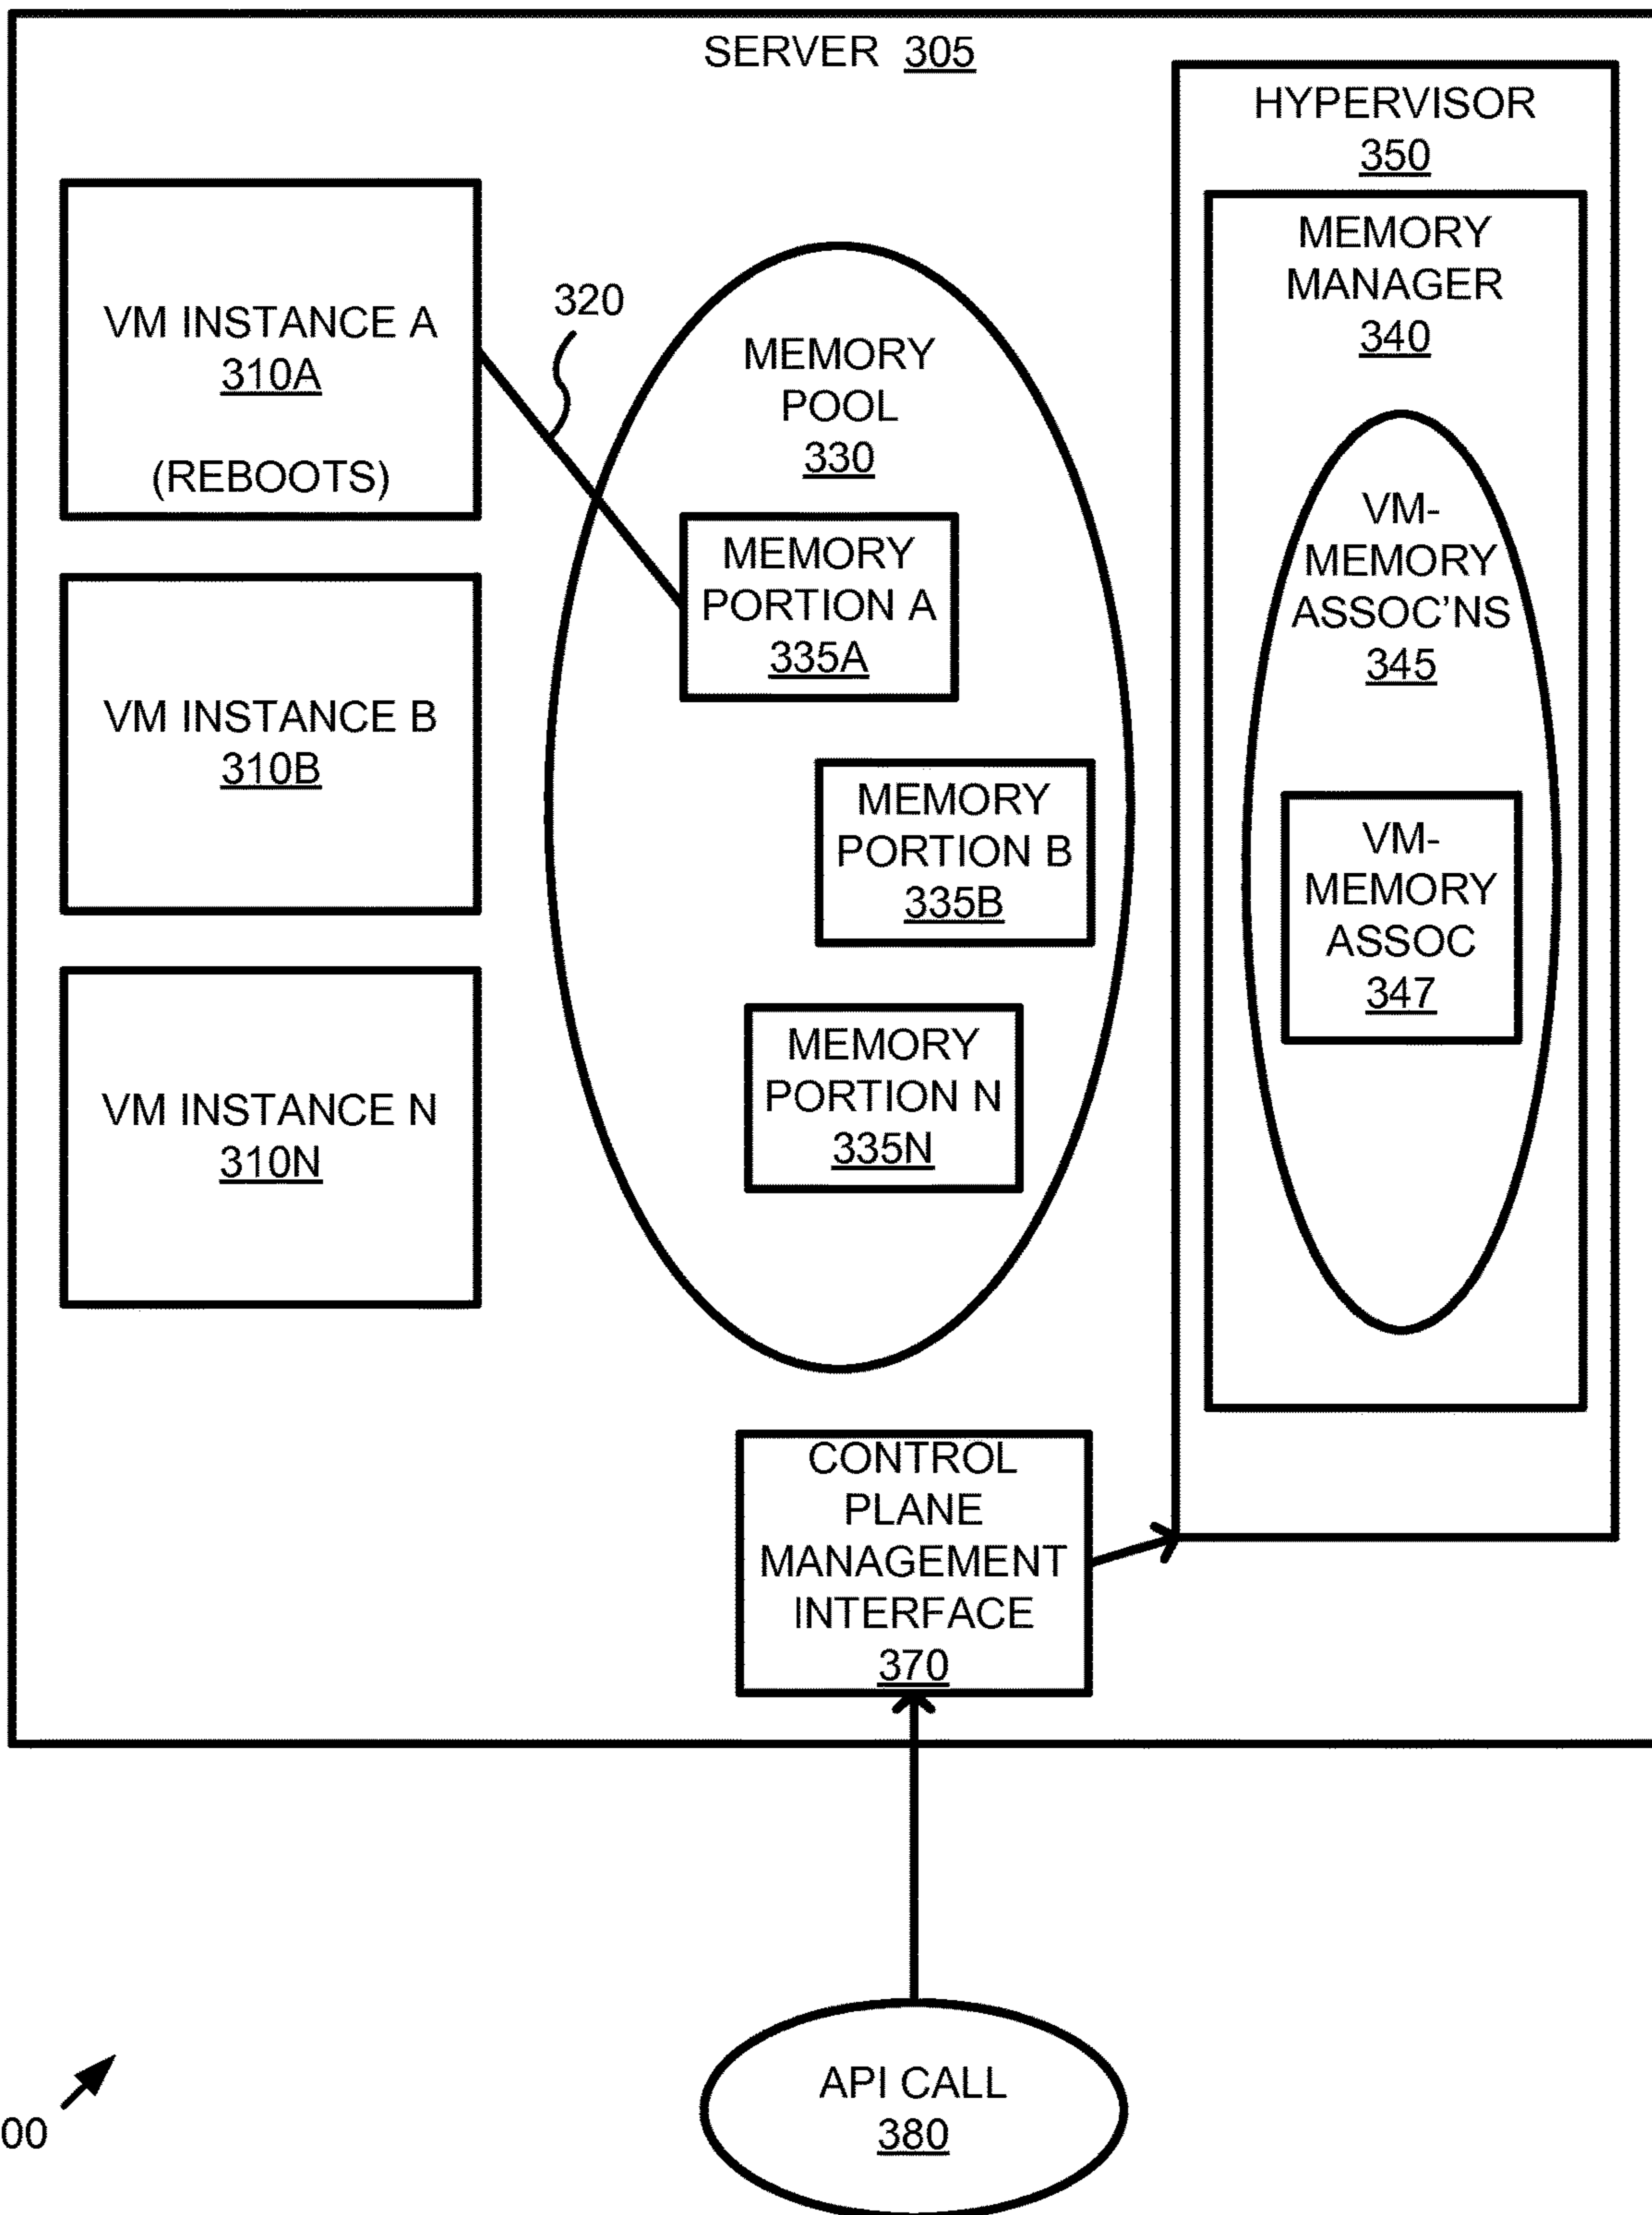 SERVER 305
HYPERVISOR
350
MEMORY
MANAGER
340
VM-
MEMORY
ASSOC'NS
345
VM-
MEMORY
ASSOC
347
VM INSTANCE A
310A
(REBOOTS)
320
MEMORY
POOL
330
MEMORY
PORTION A
335A
VM INSTANCE B
310B
MEMORY
PORTION B
335B
VM INSTANCE N
310N
MEMORY
PORTION N
335N
CONTROL
PLANE
MANAGEMENT
INTERFACE
370
API CALL
380
00